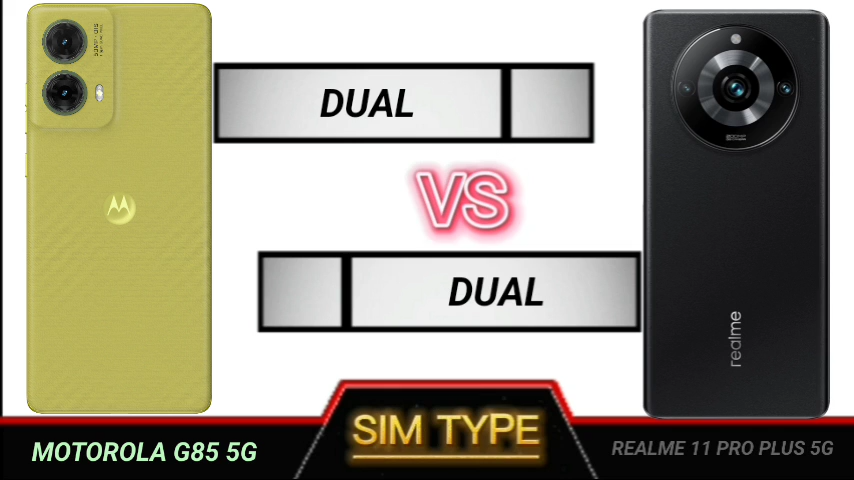 DUAL
VS
DUAL
realme
SIM TYPE
MOTOROLA G85 5G
REALME 11 PRO PLUS 5G